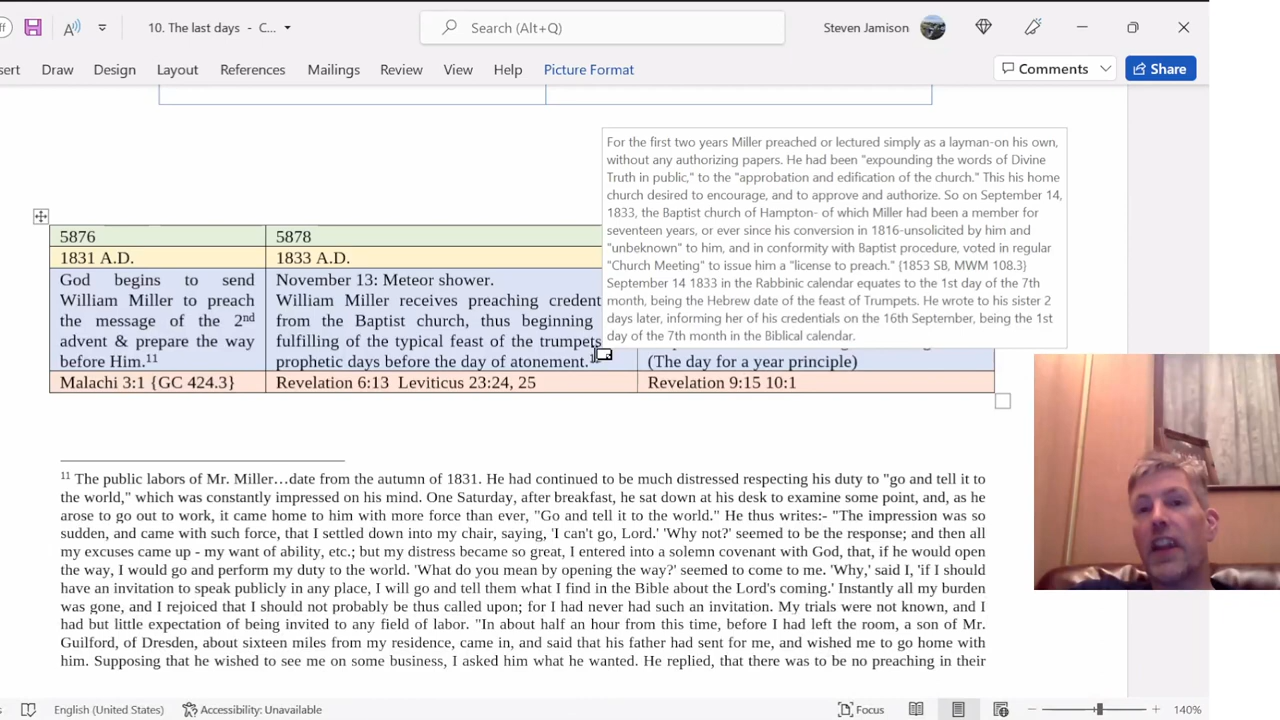 10. The last days - C...
Search (Alt+Q)
Steven Jamison
Draw
Design
Layout
References
Mailings
Review
View
Help
Picture Format
Comments
Share
For the first two years Miller preached or lectured simply as a layman-on his own,
without any authorizing papers. He had been "expounding the words of Divine
Truth in public," to the "approbation and edification of the church." This his home
church desired to encourage, and to approve and authorize. So on September 14,
1833, the Baptist church of Hampton- of which Miller had been a member for
seventeen years, or ever since his conversion in 1816-unsolicited by him and
"unbeknown" to him, and in conformity with Baptist procedure, voted in regular
"Church Meeting" to issue him a "license to preach." {1853 SB, MWM 108.3}
September 14 1833 in the Rabbinic calendar equates to the 1st day of the 7th
month, being the Hebrew date of the feast of Trumpets. He wrote to his sister 2
days later, informing her of his credentials on the 16th September, being the 1st
day of the 7th month in the Biblical calendar.
5876
5878
1831 A.D.
1833 A.D.
God begins to send
William Miller to preach
the message of the 2nd
advent & prepare the way
before Him.11
November 13: Meteor shower.
William Miller receives preaching credent
from the Baptist church, thus beginning
fulfilling of the typical feast of the trumpets
prophetic days before the day of atonement.
(The day for a year principle)
Malachi 3:1 {GC 424.3}
Revelation 6:13 Leviticus 23:24, 25
Revelation 9:15 10:1
11 The public labors of Mr. Miller…date from the autumn of 1831. He had continued to be much distressed respecting his duty to "go and tell it to
the world," which was constantly impressed on his mind. One Saturday, after breakfast, he sat down at his desk to examine some point, and, as he
arose to go out to work, it came home to him with more force than ever, "Go and tell it to the world." He thus writes:- "The impression was so
sudden, and came with such force, that I settled down into my chair, saying, 'I can't go, Lord.' 'Why not?' seemed to be the response; and then all
my excuses came up - my want of ability, etc.; but my distress became so great, I entered into a solemn covenant with God, that, if he would open
the way, I would go and perform my duty to the world. 'What do you mean by opening the way?' seemed to come to me. 'Why,' said I, 'if I should
have an invitation to speak publicly in any place, I will go and tell them what I find in the Bible about the Lord's coming.' Instantly all my burden
was gone, and I rejoiced that I should not probably be thus called upon; for I had never had such an invitation. My trials were not known, and I
had but little expectation of being invited to any field of labor. "In about half an hour from this time, before I had left the room, a son of Mr.
Guilford, of Dresden, about sixteen miles from my residence, came in, and said that his father had sent for me, and wished me to go home with
him. Supposing that he wished to see me on some business, I asked him what he wanted. He replied, that there was to be no preaching in their
English (United States)
Accessibility: Unavailable
Focus
140%